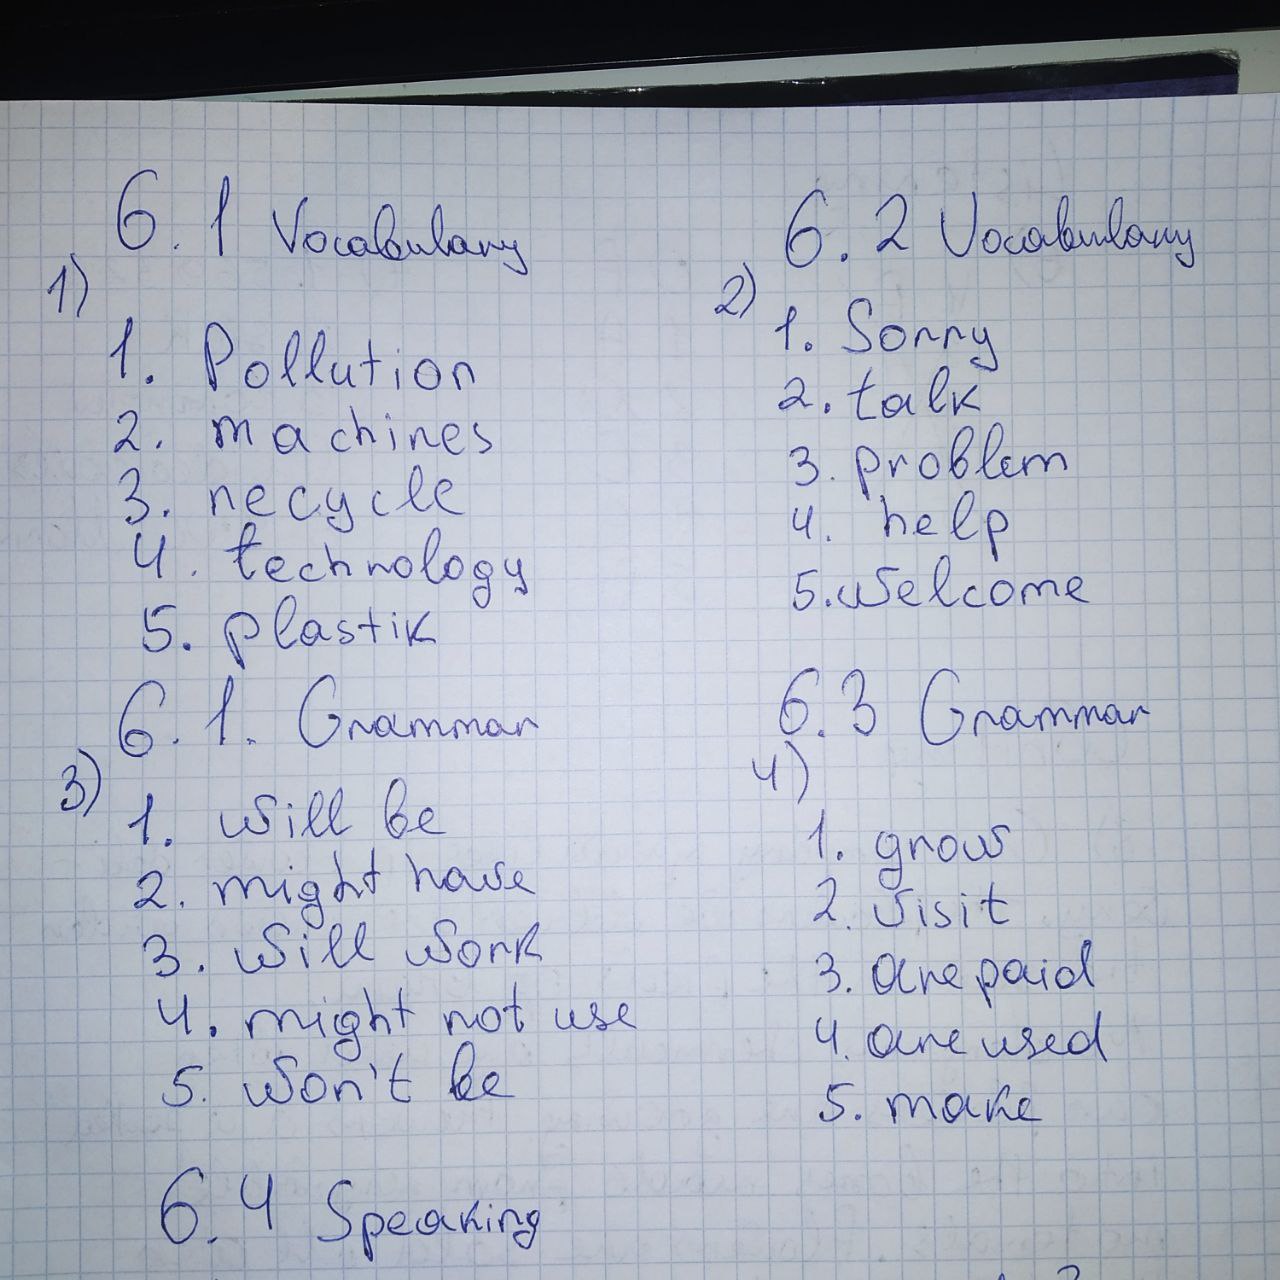 6.1 Vocabulary
1)
1. Pollution
2. machines
3. recycle
4. technology
5. plastik
6.2 Vocabulary
2)
1. Sorry
2. talk
3. problem
4. help
5. welcome
6.1. Grammar
3)
1. will be
2. might have
3. will work
4. might not use
5. won't be
6.3 Grammar
4)
1. grow
2. visit
3. are paid
4. are used
5. make
6.4 Speaking